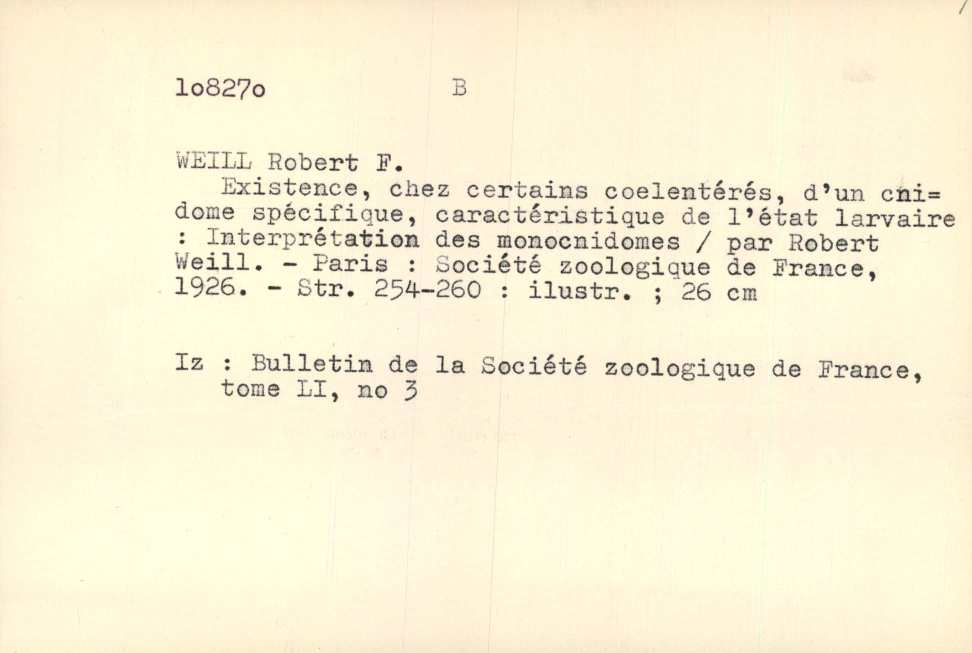 lo827o B
WEILL Robert F.
Existence, chez certains coelentérés, d'un cni=
dome spécifique, caractéristique de l'état larvaire
: Interprétation des monocnidomes / par Robert
Weill. - Paris : Société zoologique de France,
1926. - Str. 254-260 : ilustr. ; 26 cm
Iz : Bulletin de la Société zoologique de France,
tome LI, no 3